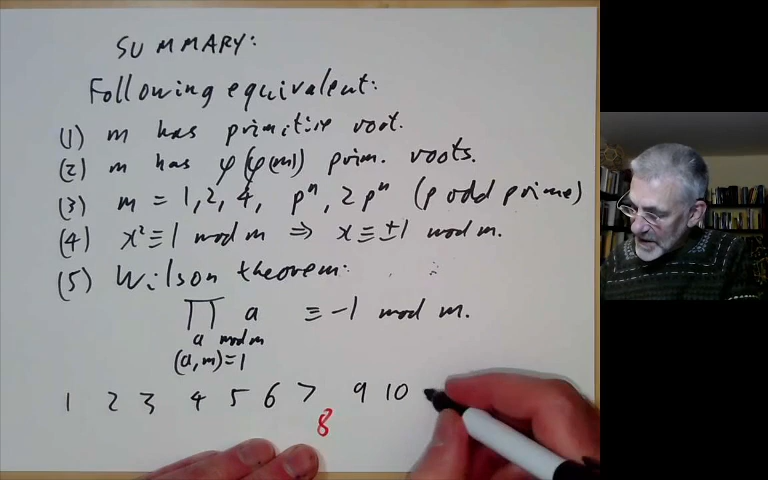 SUMMARY:
Following equivalent:
(1) m has primitive root.
(2) m has φ(φ(m)) prim. roots.
(3) m = 1, 2, 4, pⁿ, 2pⁿ (p odd prime)
(4) x² ≡ 1 mod m ⇒ x ≡ ±1 mod m.
(5) Wilson theorem:
∏ a ≡ -1 mod m.
a mod m
(a,m)=1
1 2 3 4 5 6 7 9 10
8